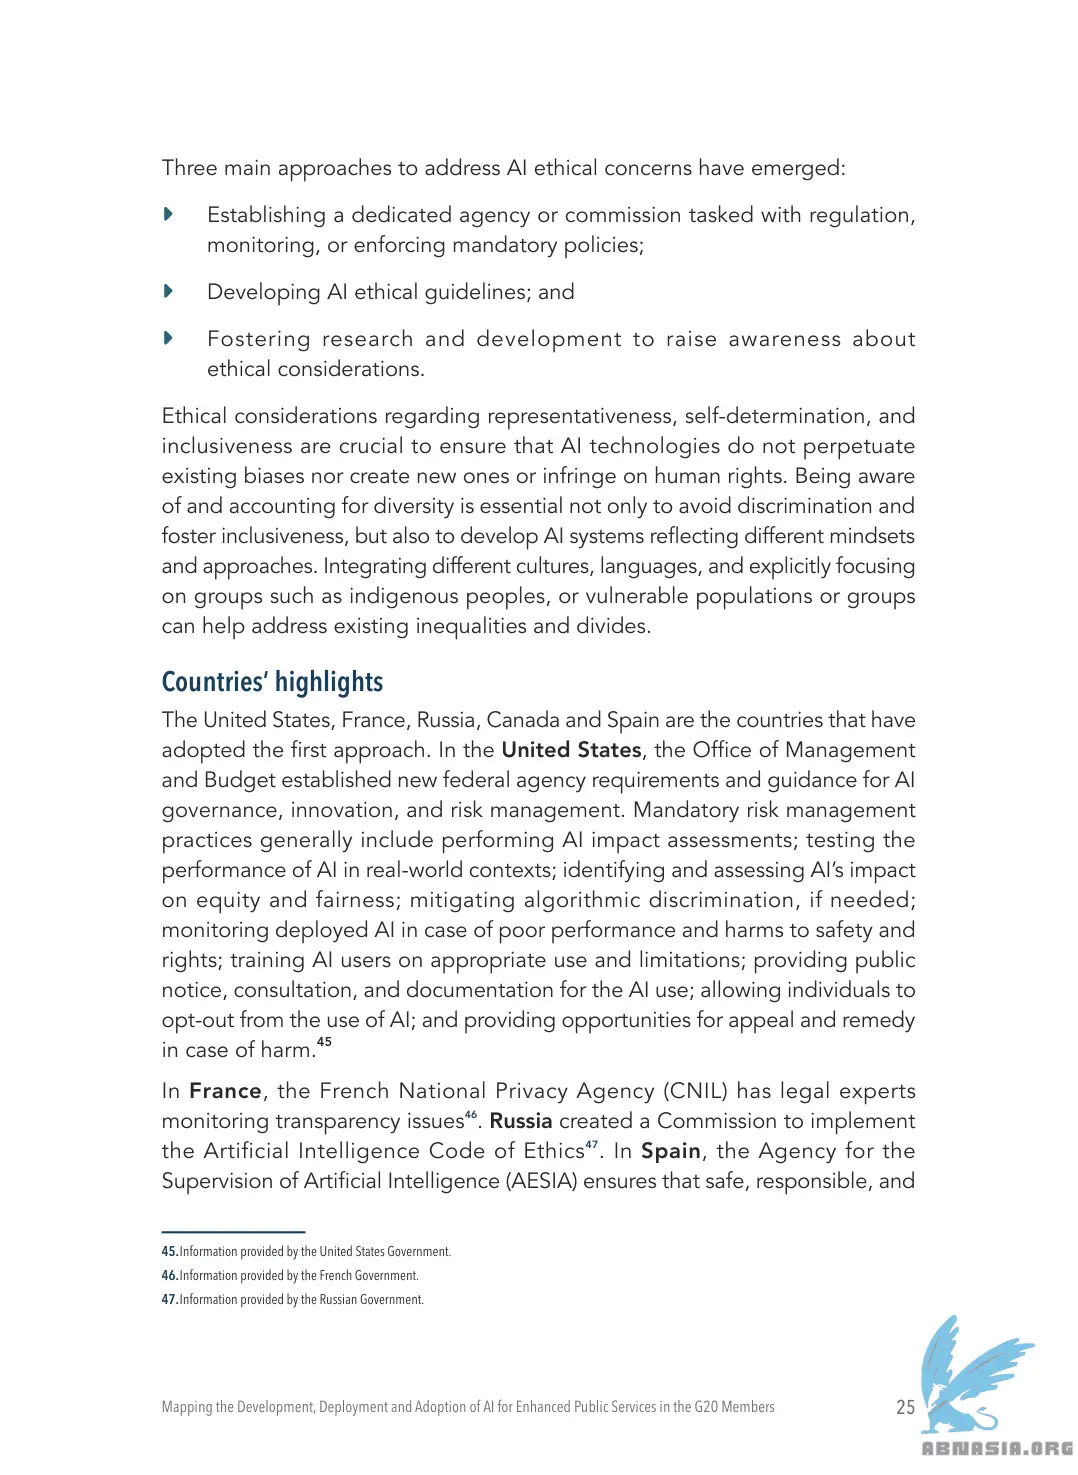 Three main approaches to address AI ethical concerns have emerged:
Establishing a dedicated agency or commission tasked with regulation,
monitoring, or enforcing mandatory policies;
Developing AI ethical guidelines; and
Fostering research and development to raise awareness about
ethical considerations.
Ethical considerations regarding representativeness, self-determination, and
inclusiveness are crucial to ensure that AI technologies do not perpetuate
existing biases nor create new ones or infringe on human rights. Being aware
of and accounting for diversity is essential not only to avoid discrimination and
foster inclusiveness, but also to develop AI systems reflecting different mindsets
and approaches. Integrating different cultures, languages, and explicitly focusing
on groups such as indigenous peoples, or vulnerable populations or groups
can help address existing inequalities and divides.
Countries’ highlights
The United States, France, Russia, Canada and Spain are the countries that have
adopted the first approach. In the United States, the Office of Management
and Budget established new federal agency requirements and guidance for AI
governance, innovation, and risk management. Mandatory risk management
practices generally include performing AI impact assessments; testing the
performance of AI in real-world contexts; identifying and assessing AI’s impact
on equity and fairness; mitigating algorithmic discrimination, if needed;
monitoring deployed AI in case of poor performance and harms to safety and
rights; training AI users on appropriate use and limitations; providing public
notice, consultation, and documentation for the AI use; allowing individuals to
opt-out from the use of AI; and providing opportunities for appeal and remedy
in case of harm.45
In France, the French National Privacy Agency (CNIL) has legal experts
monitoring transparency issues46. Russia created a Commission to implement
the Artificial Intelligence Code of Ethics47. In Spain, the Agency for the
Supervision of Artificial Intelligence (AESIA) ensures that safe, responsible, and
45.Information provided by the United States Government.
46.Information provided by the French Government.
47.Information provided by the Russian Government.
Mapping the Development, Deployment and Adoption of AI for Enhanced Public Services in the G20 Members 25
ABNASIA.ORG